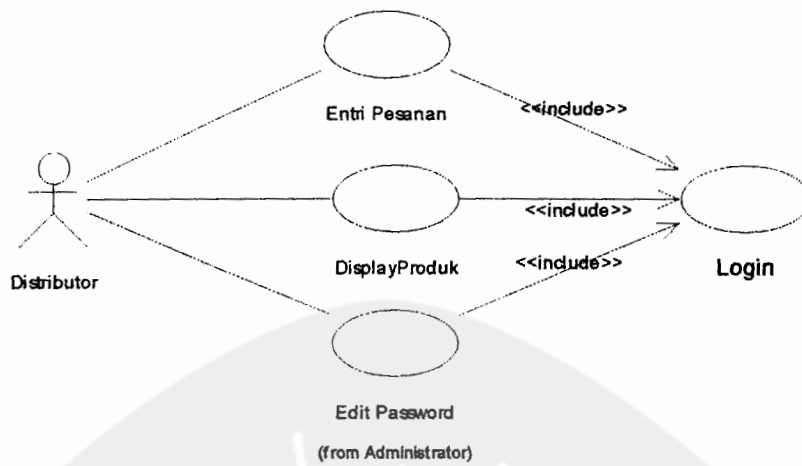 Entri Pesanan
<<include>>
Distributor
DisplayProduk
<<include>>
Login
<<include>>
Edit Password
(from Administrator)